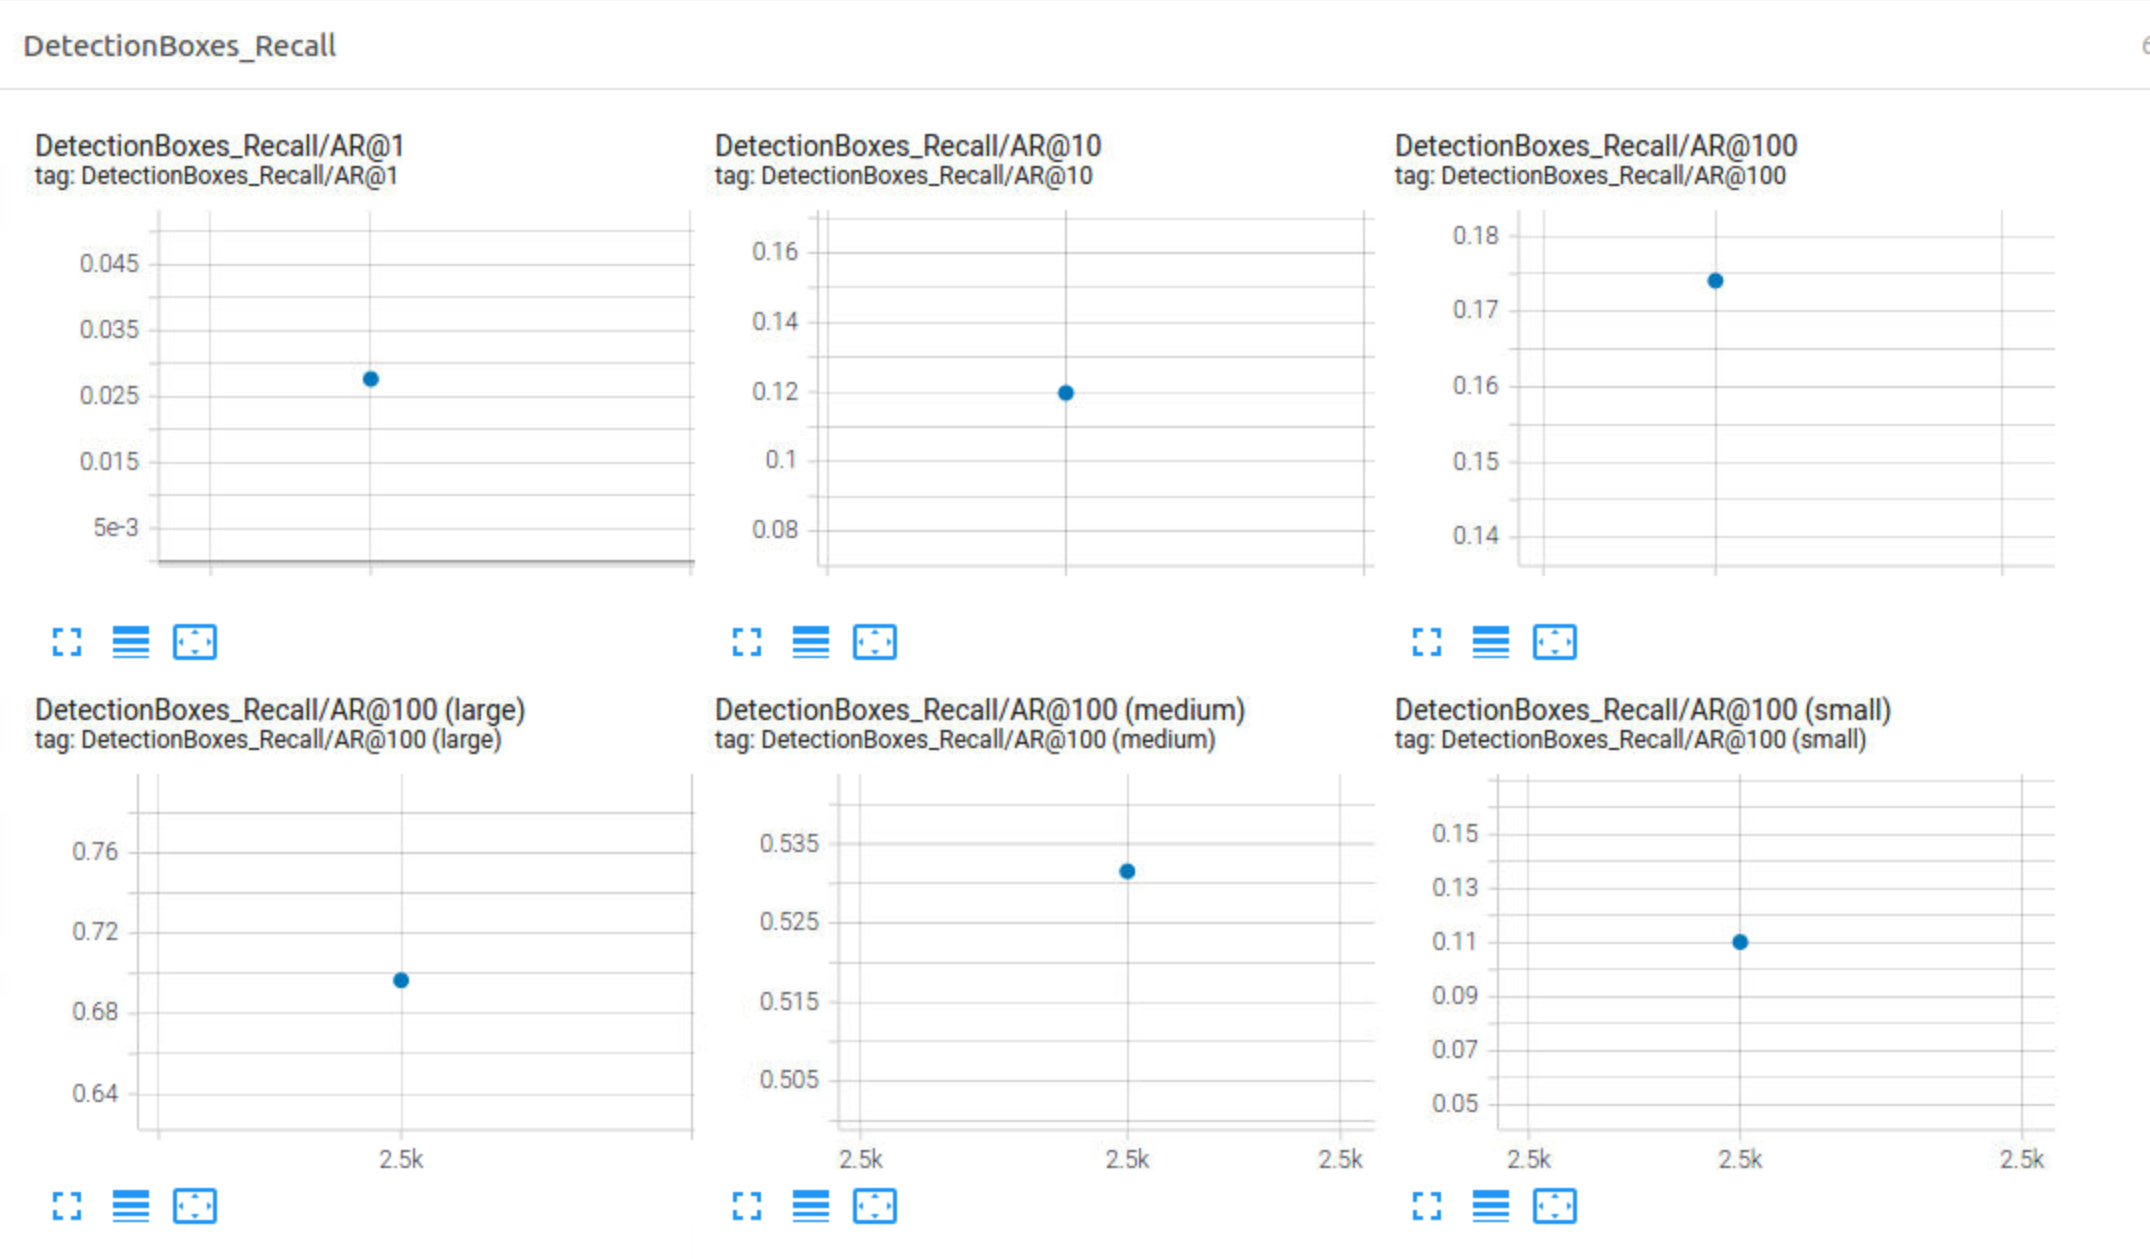 DetectionBoxes_Recall
DetectionBoxes_Recall/AR@1
tag: DetectionBoxes_Recall/AR@1
0.045
0.035
0.025
0.015
5e-3
DetectionBoxes_Recall/AR@10
tag: DetectionBoxes_Recall/AR@10
0.16
0.14
0.12
0.1
0.08
DetectionBoxes_Recall/AR@100
tag: DetectionBoxes_Recall/AR@100
0.18
0.17
0.16
0.15
0.14
DetectionBoxes_Recall/AR@100 (large)
tag: DetectionBoxes_Recall/AR@100 (large)
0.76
0.72
0.68
0.64
2.5k
DetectionBoxes_Recall/AR@100 (medium)
tag: DetectionBoxes_Recall/AR@100 (medium)
0.535
0.525
0.515
0.505
2.5k 2.5k 2.5k
DetectionBoxes_Recall/AR@100 (small)
tag: DetectionBoxes_Recall/AR@100 (small)
0.15
0.13
0.11
0.09
0.07
0.05
2.5k 2.5k 2.5k